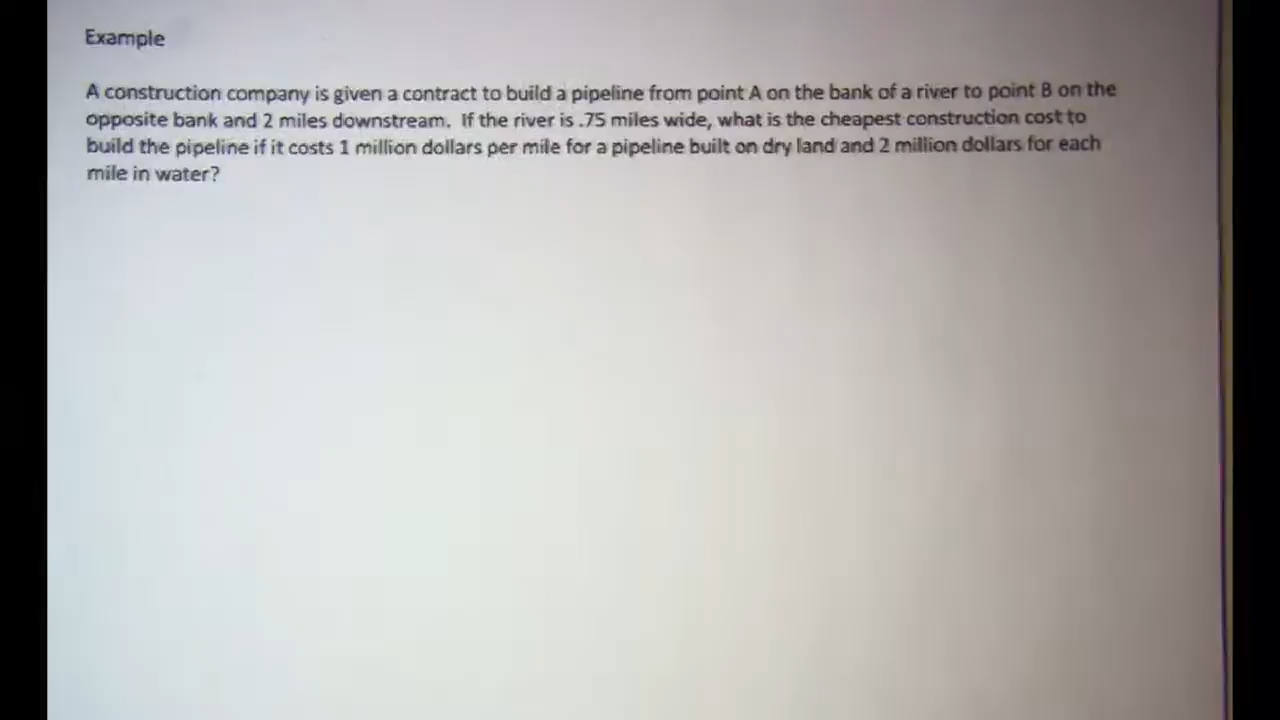 Example
A construction company is given a contract to build a pipeline from point A on the bank of a river to point B on the
opposite bank and 2 miles downstream. If the river is .75 miles wide, what is the cheapest construction cost to
build the pipeline if it costs 1 million dollars per mile for a pipeline built on dry land and 2 million dollars for each
mile in water?